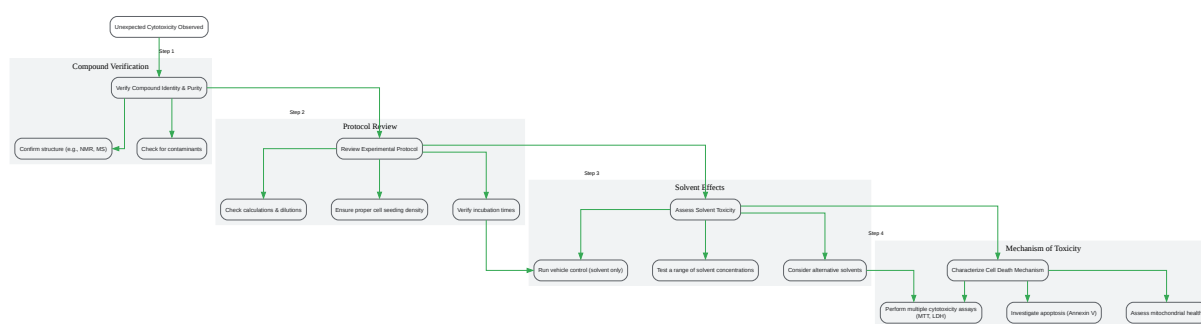 Unexpected Cytotoxicity Observed
Step 1
Compound Verification
Verify Compound Identity & Purity
Confirm structure (e.g., NMR, MS)
Check for contaminants
Step 2
Protocol Review
Review Experimental Protocol
Check calculations & dilutions
Ensure proper cell seeding density
Verify incubation times
Step 3
Solvent Effects
Assess Solvent Toxicity
Run vehicle control (solvent only)
Test a range of solvent concentrations
Consider alternative solvents
Step 4
Mechanism of Toxicity
Characterize Cell Death Mechanism
Perform multiple cytotoxicity assays
(MTT, LDH)
Investigate apoptosis (Annexin V)
Assess mitochondrial health